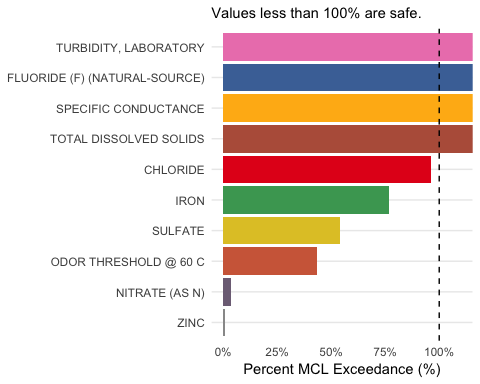 Values less than 100% are safe.
TURBIDITY, LABORATORY
FLUORIDE (F) (NATURAL-SOURCE)
SPECIFIC CONDUCTANCE
TOTAL DISSOLVED SOLIDS
CHLORIDE
IRON
SULFATE
ODOR THRESHOLD @ 60 C
NITRATE (AS N)
ZINC
0% 25% 50% 75% 100%
Percent MCL Exceedance (%)